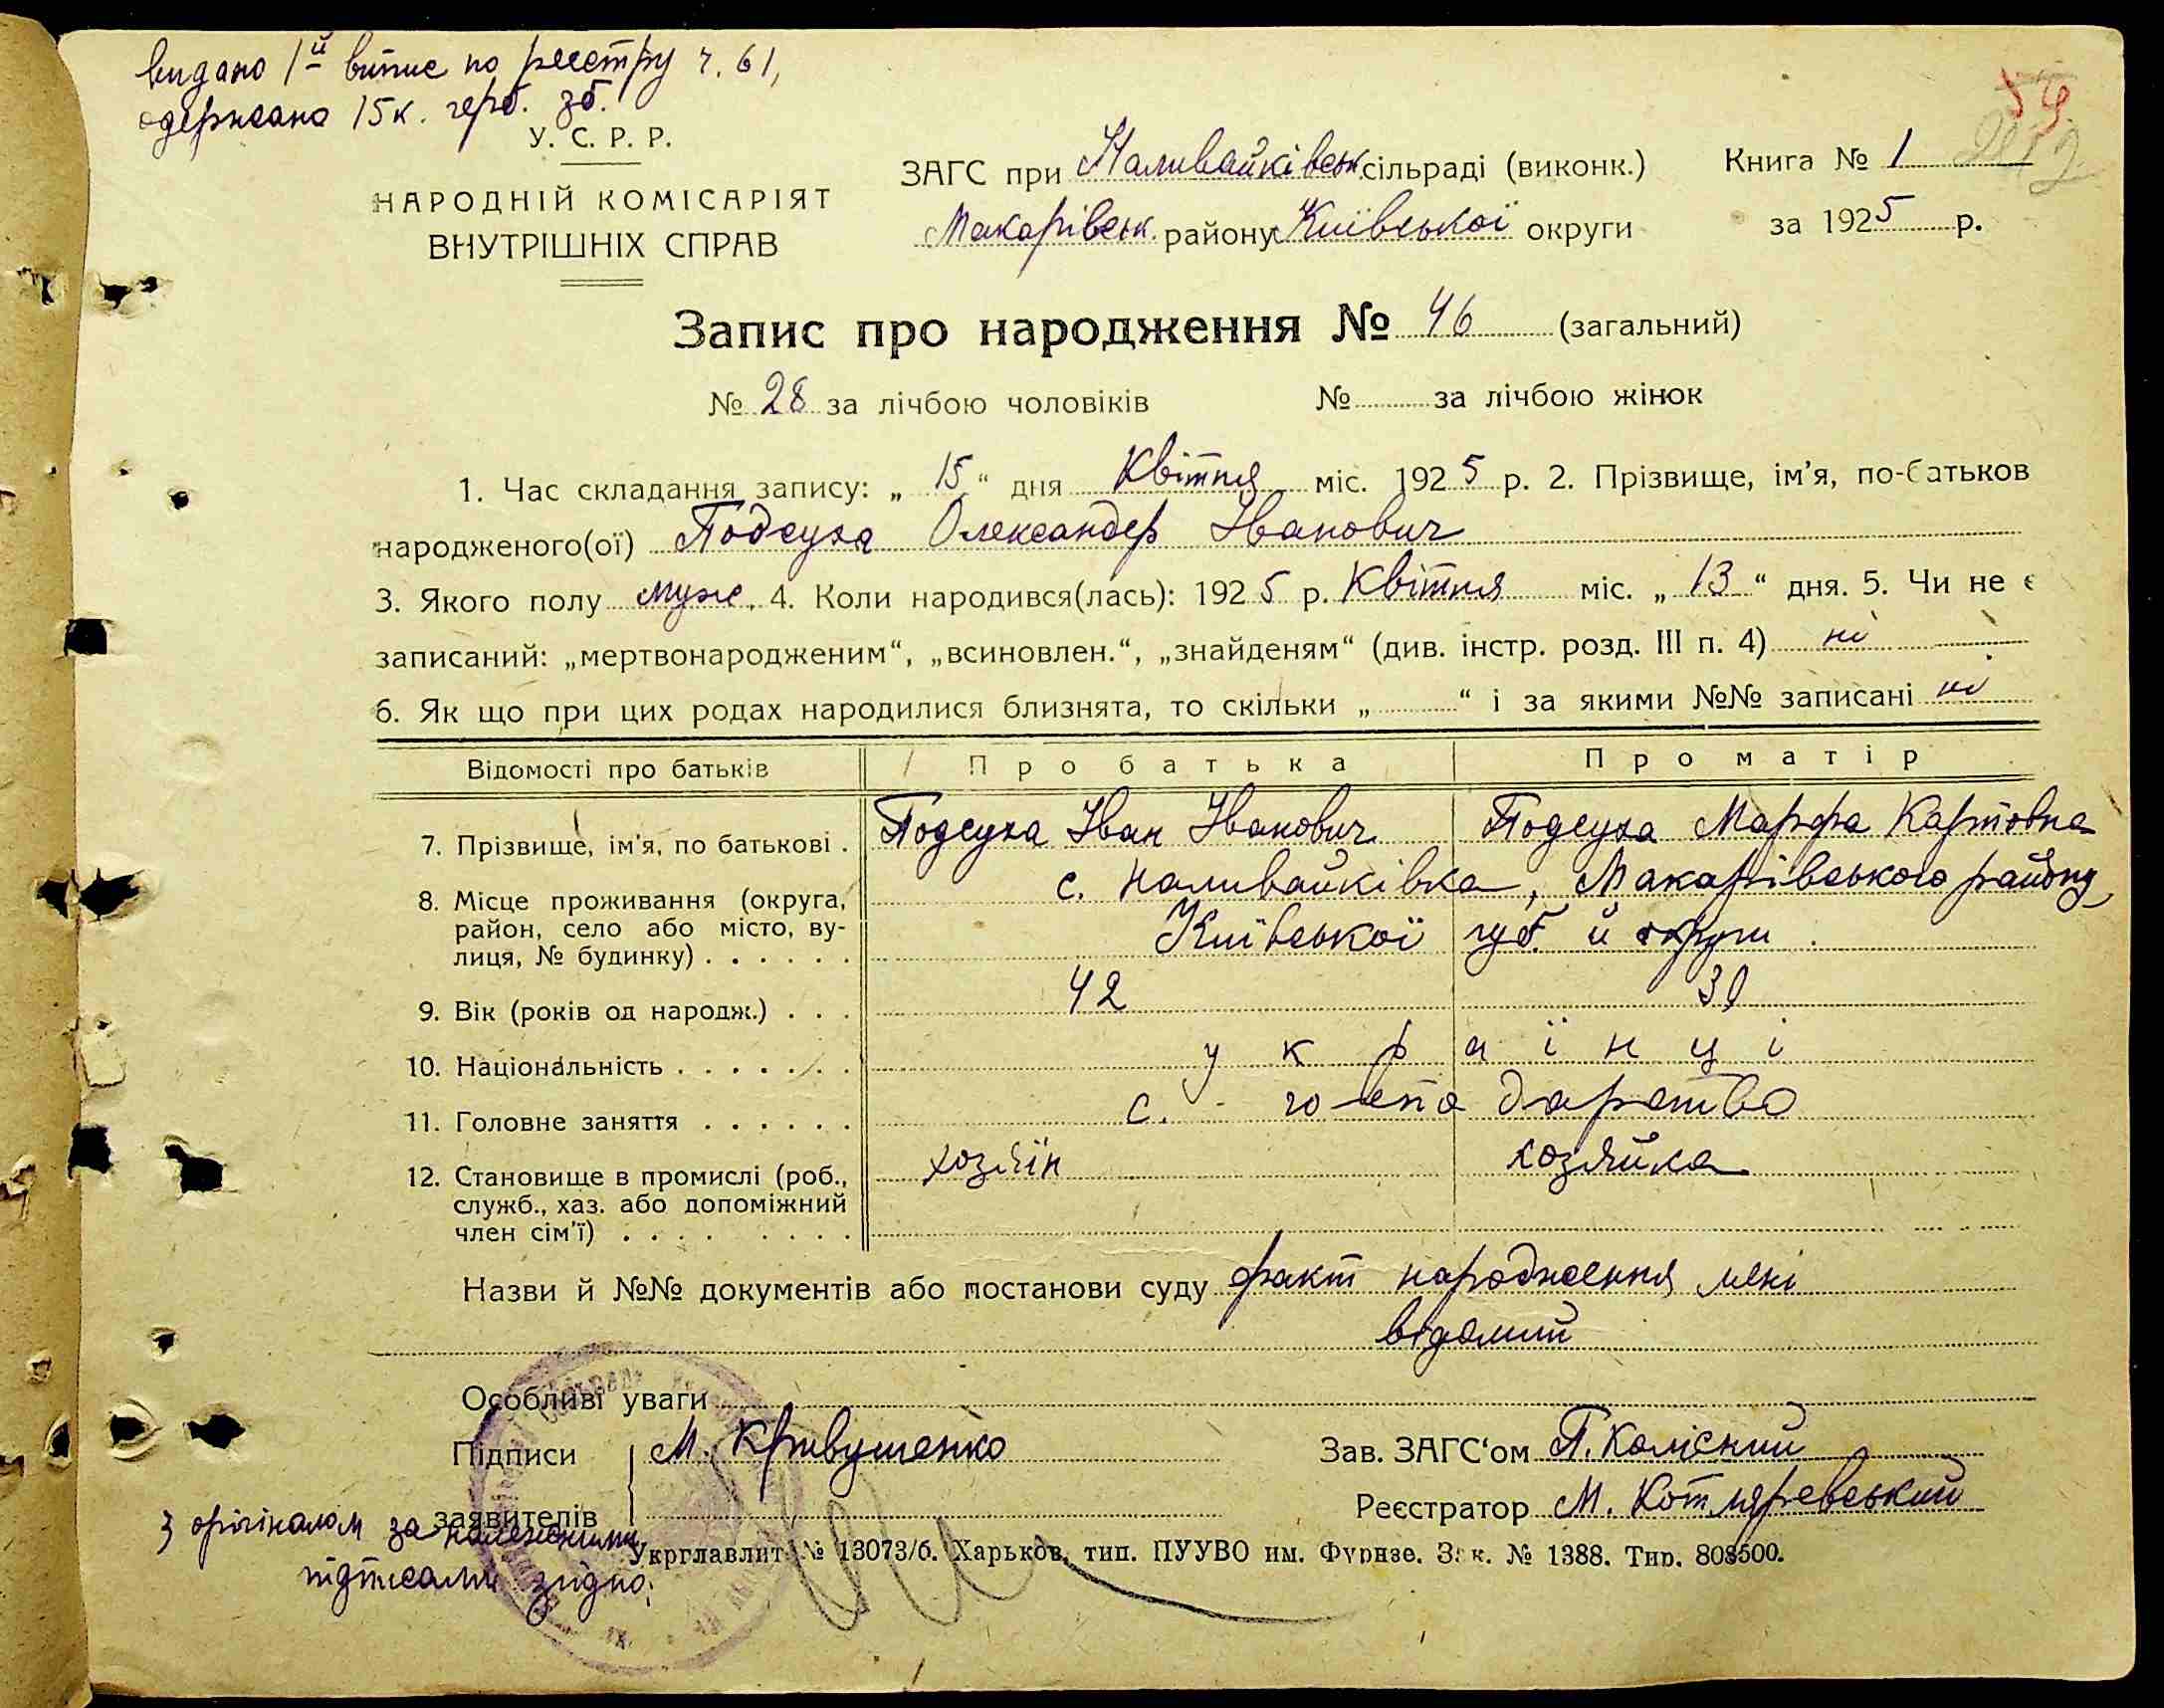 видано 1й випис по реєстру ч. 61,
одержано 15к. герб. зб.
59
У. С. Р. Р.
НАРОДНІЙ КОМІСАРІЯТ
ВНУТРІШНІХ СПРАВ
ЗАГС при Наливайківськ. сільраді (виконк.)
Макарівськ. району Київської округи
Книга № 1
за 1925 р.
Запис про народження № 46 (загальний)
№ 28 за лічбою чоловіків № за лічбою жінок
1. Час складання запису: „ 15 “ дня Квітня міс. 1925 р. 2. Прізвище, ім'я, по-батьков
народженого(ої) Подсуха Олександер Іванович
3. Якого полу муж. 4. Коли народився(лась): 1925 р. Квітня міс. „ 13 “ дня. 5. Чи не є
записаний: „мертвонародженим“, „всиновлен.“, „знайденям“ (див. інстр. розд. III п. 4) ні
6. Як що при цих родах народилися близнята, то скільки „ “ і за якими №№ записані ні
Відомості про батьків Про батька Про матір
7. Прізвище, ім'я, по батькові . Подсуха Іван Іванович Подсуха Марфа Карповна
8. Місце проживання (округа, с. Наливайківка, Макарівського району
район, село або місто, ву- Київської губ. й округи.
лиця, № будинку) . . . . . .
9. Вік (років од народж.) . . . 42 30
10. Національність . . . . . . . українці
11. Головне заняття . . . . . . с. - господарство
12. Становище в промислі (роб., хозяїн хозяйка
служб., хаз. або допоміжний
член сім'ї) . . . . . . . .
Назви й №№ документів або постанови суду факт народження мені
відомий
Особливі уваги
Підписи М. Кривушенко Зав. ЗАГС‘ом П. Коліский
заявителів Реєстратор М. Котляревський
З орігіналом за належними
підписами згідно:
Укрглавлит № 13073/б. Харьков, тип. ПУУВО им. Фрунзе. Зак. № 1388. Тир. 808500.